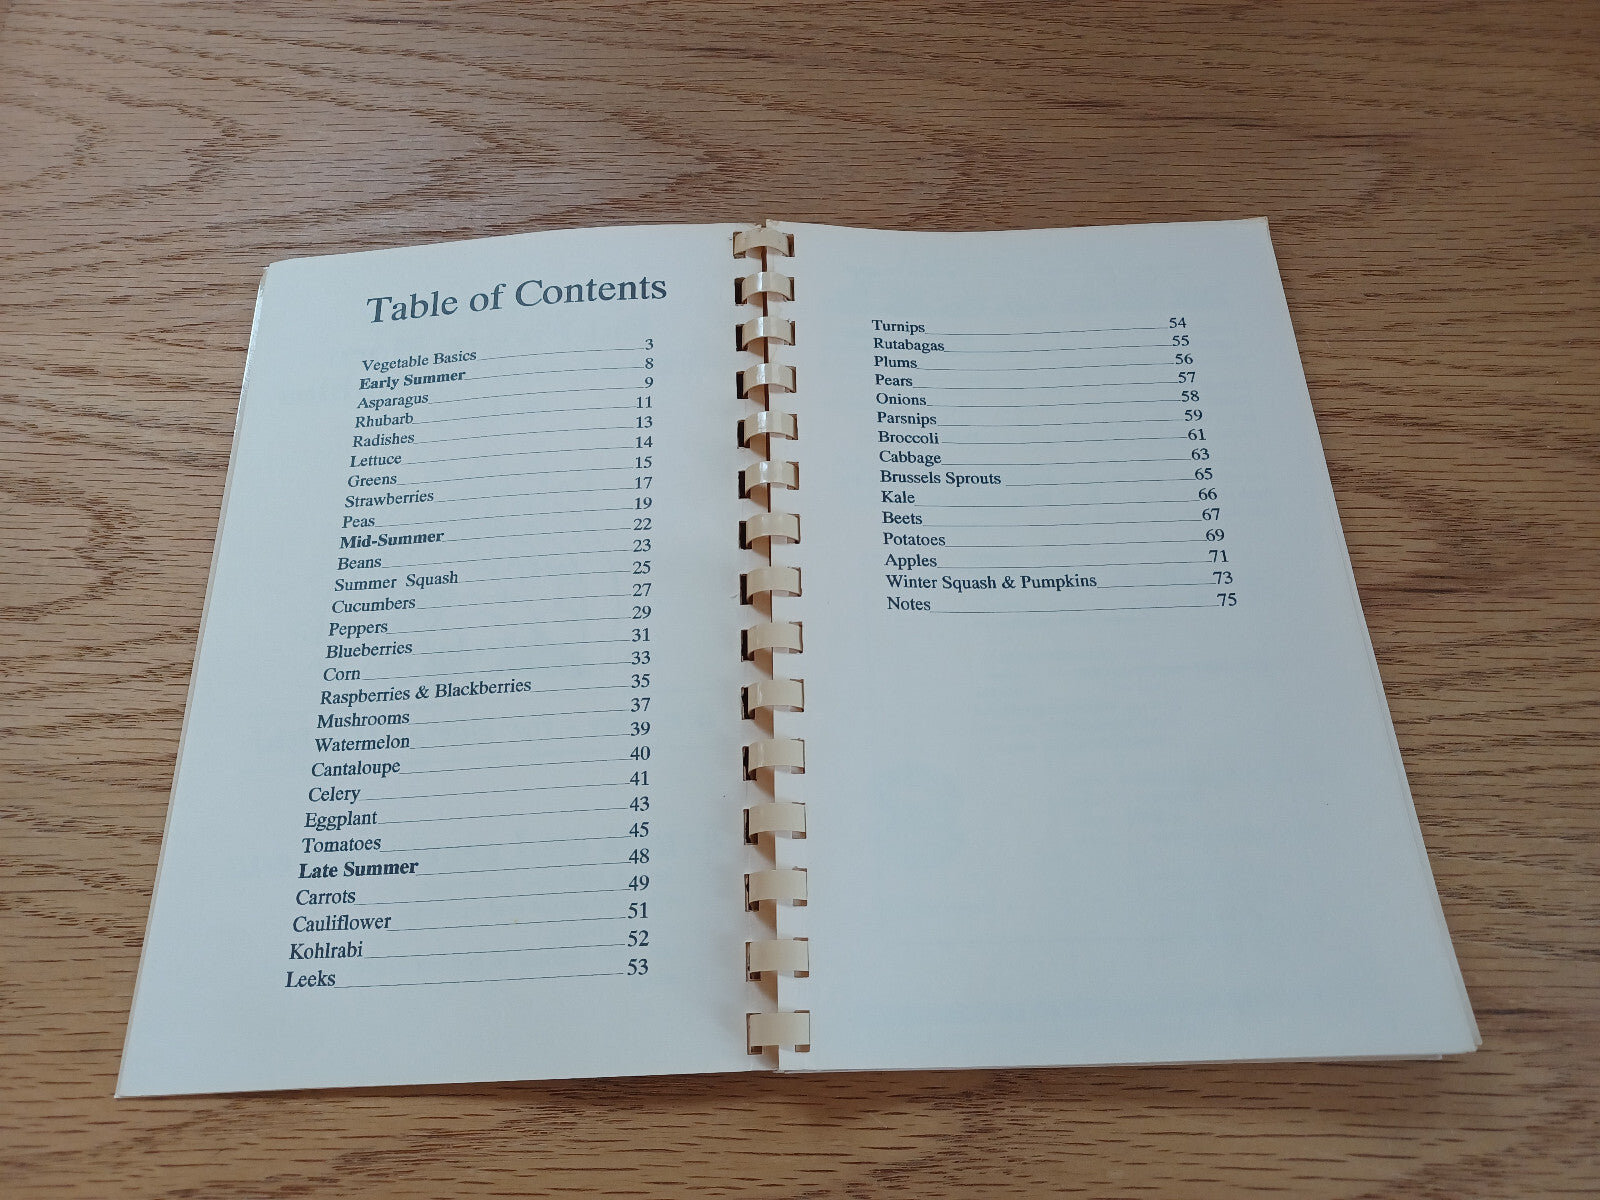 Table of Contents
Vegetable Basics 3
Early Summer 8
Asparagus 9
Rhubarb 11
Radishes 13
Lettuce 14
Greens 15
Strawberries 17
Peas 19
Mid-Summer 22
Beans 23
Summer Squash 25
Cucumbers 27
Peppers 29
Blueberries 31
Corn 33
Raspberries & Blackberries 35
Mushrooms 37
Watermelon 39
Cantaloupe 40
Celery 41
Eggplant 43
Tomatoes 45
Late Summer 48
Carrots 49
Cauliflower 51
Kohlrabi 52
Leeks 53
Turnips 54
Rutabagas 55
Plums 56
Pears 57
Onions 58
Parsnips 59
Broccoli 61
Cabbage 63
Brussels Sprouts 65
Kale 66
Beets 67
Potatoes 69
Apples 71
Winter Squash & Pumpkins 73
Notes 75